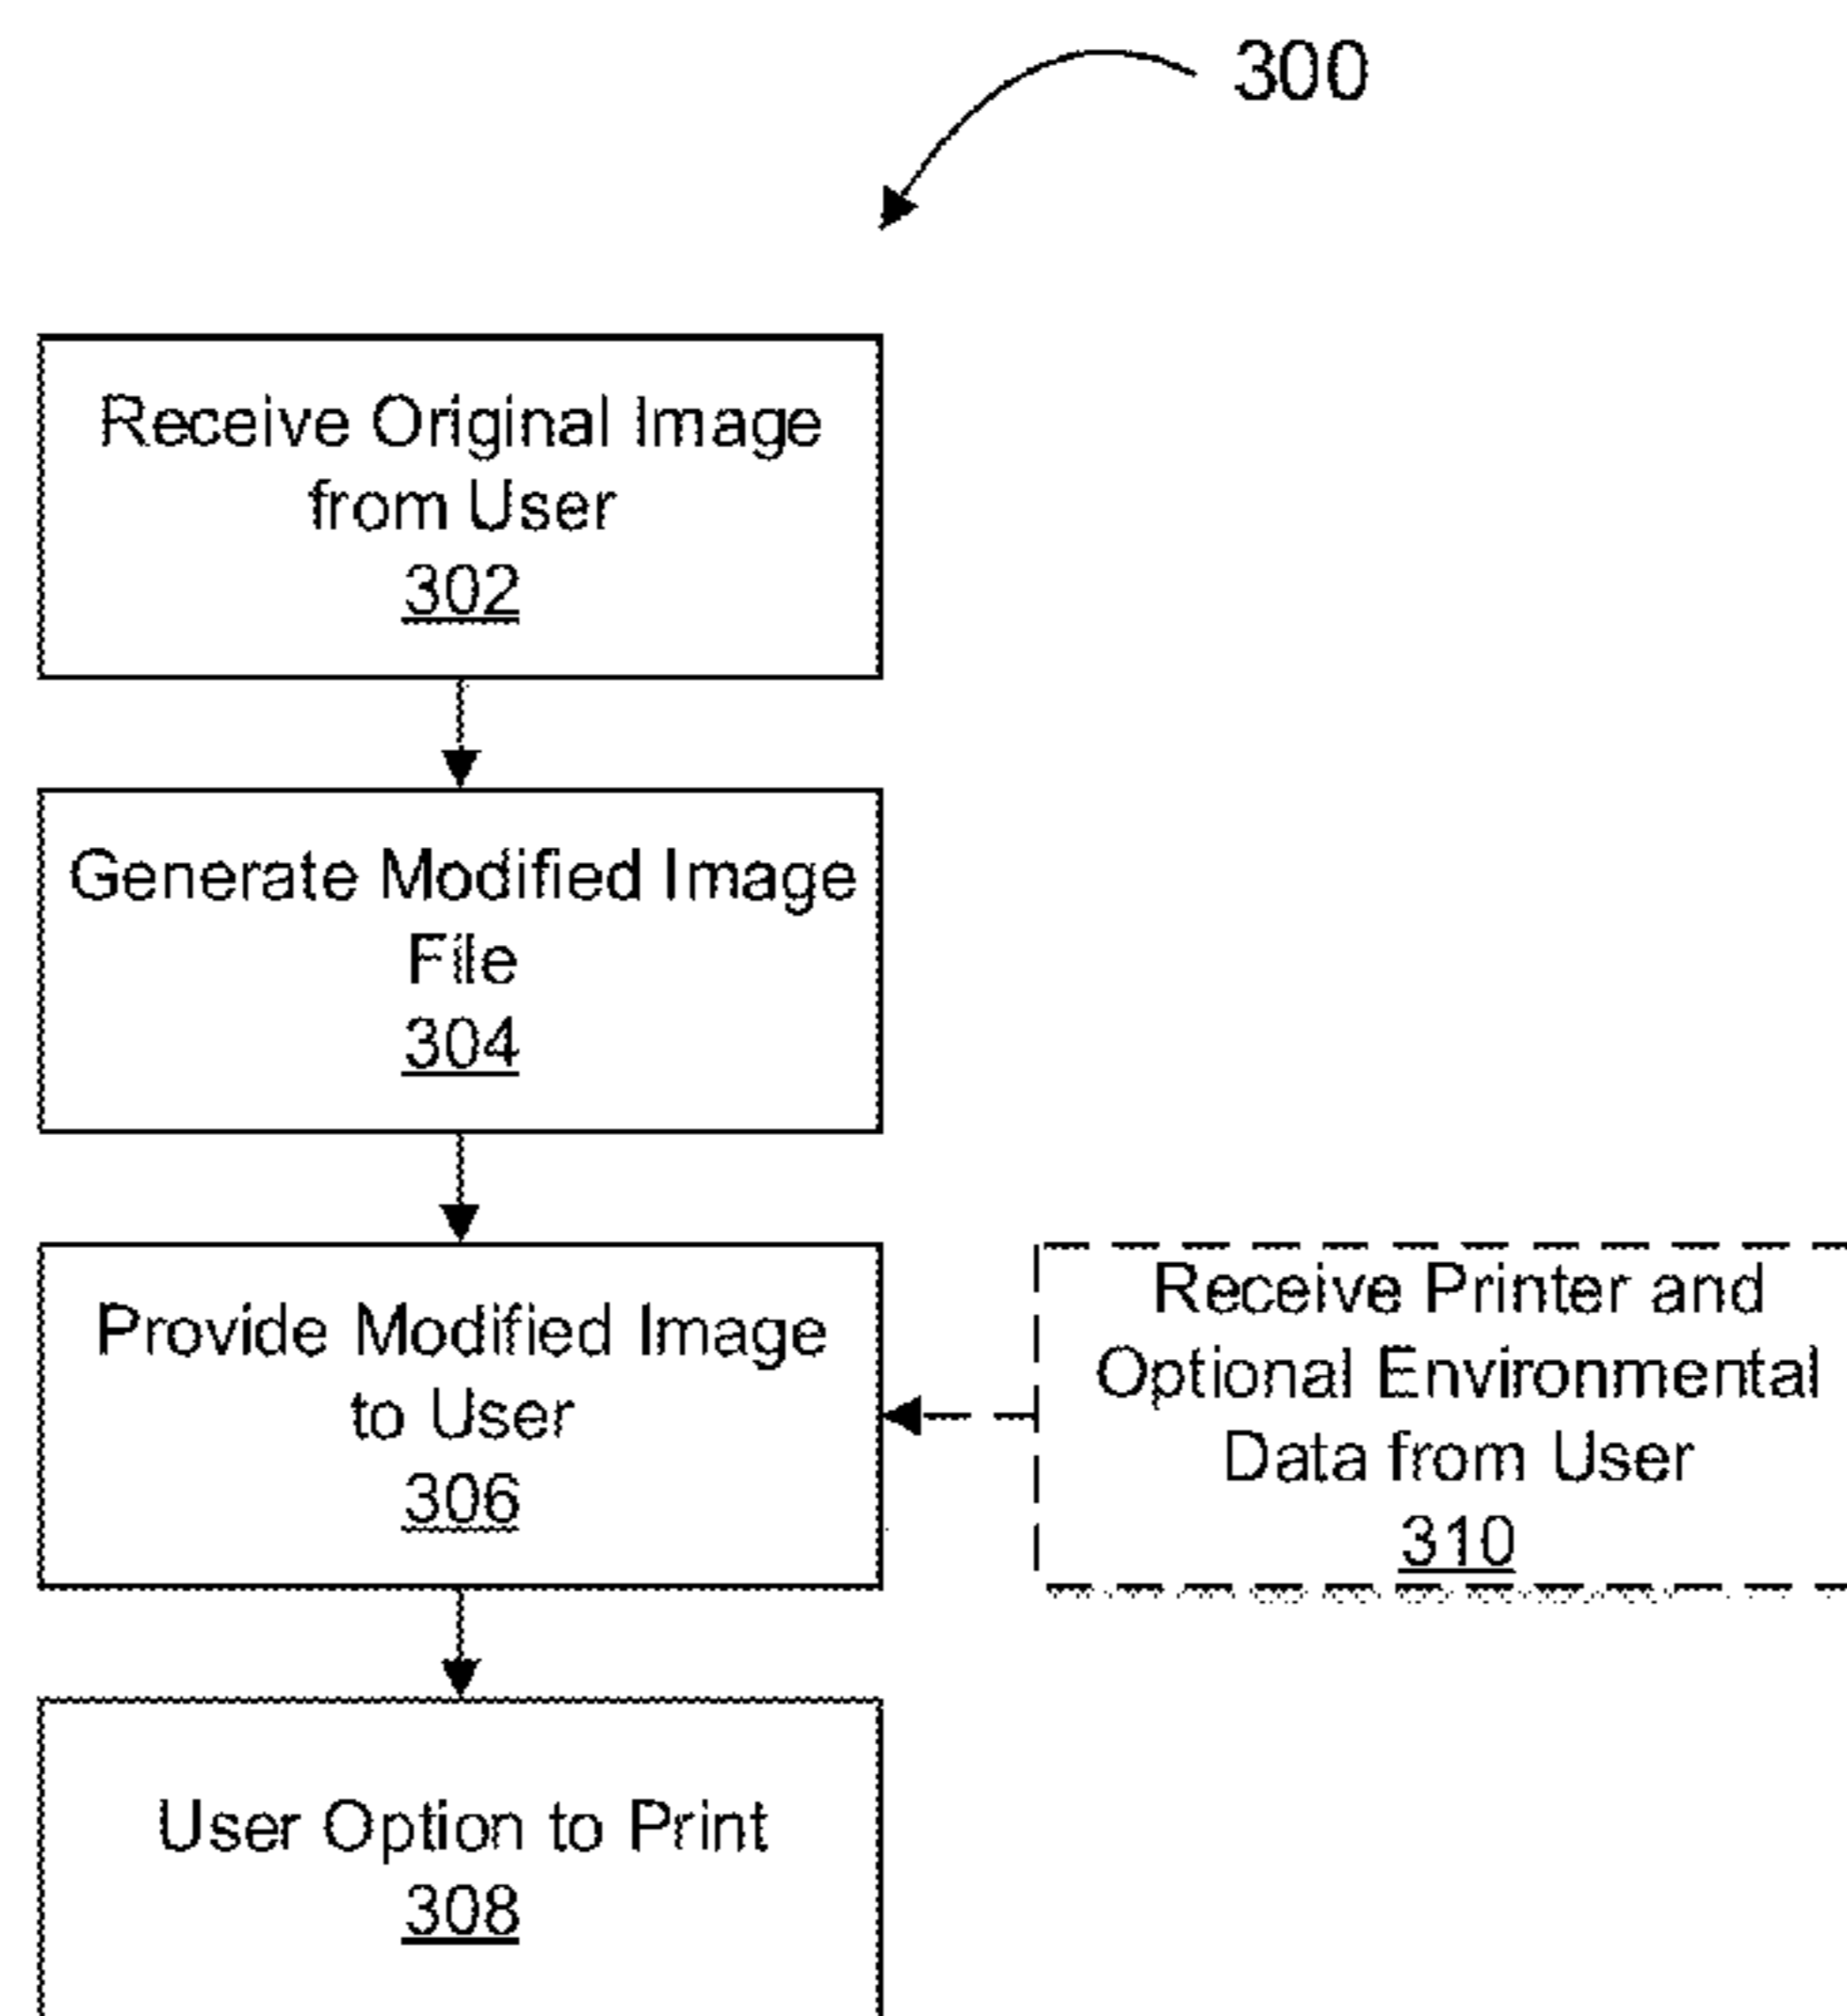 300
Receive Original Image
from User
302
Generate Modified Image
File
304
Provide Modified Image
to User
306
Receive Printer and
Optional Environmental
Data from User
310
User Option to Print
308